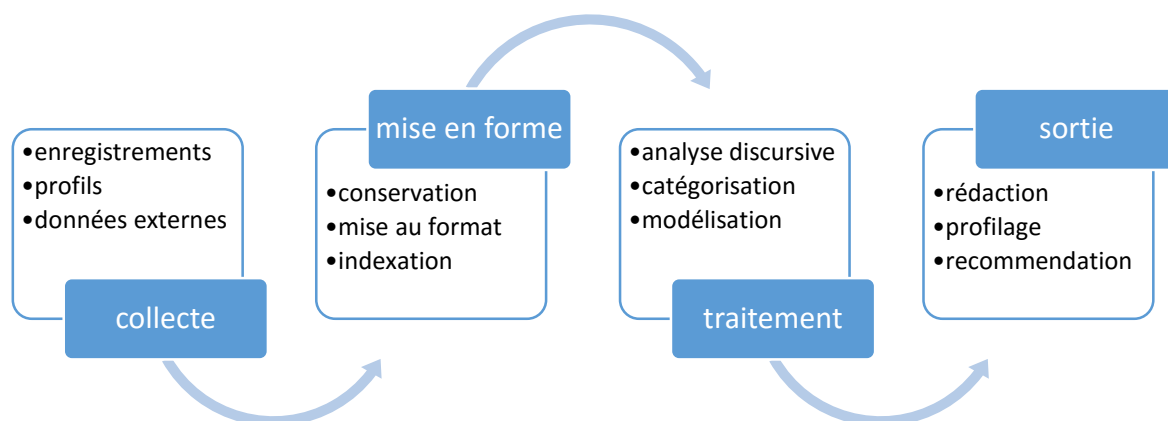 •enregistrements
•profils
•données externes
collecte
mise en forme
•conservation
•mise au format
•indexation
•analyse discursive
•catégorisation
•modélisation
traitement
sortie
•rédaction
•profilage
•recommendation